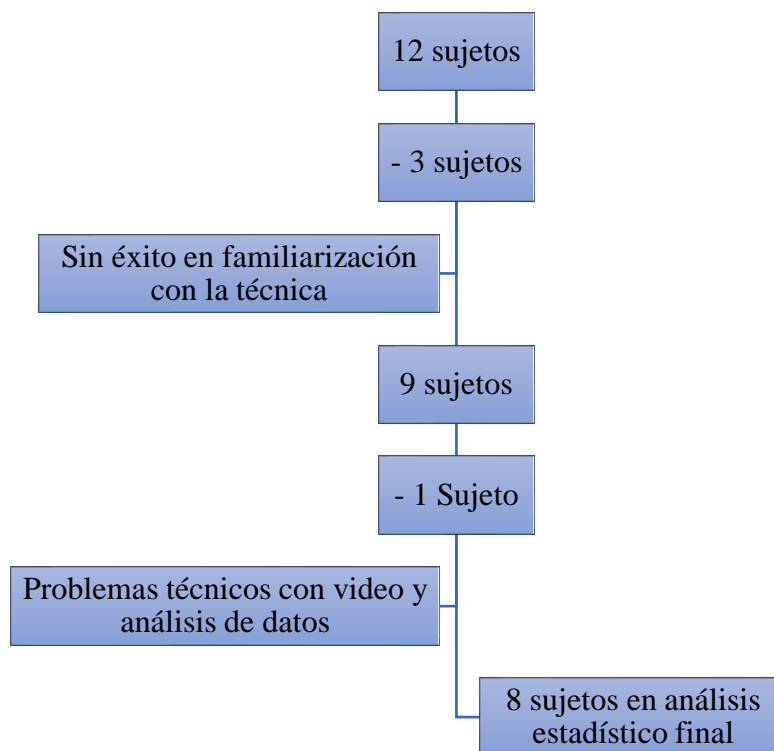 12 sujetos
- 3 sujetos
Sin éxito en familiarización
con la técnica
9 sujetos
- 1 Sujeto
Problemas técnicos con video y
análisis de datos
8 sujetos en análisis
estadístico final